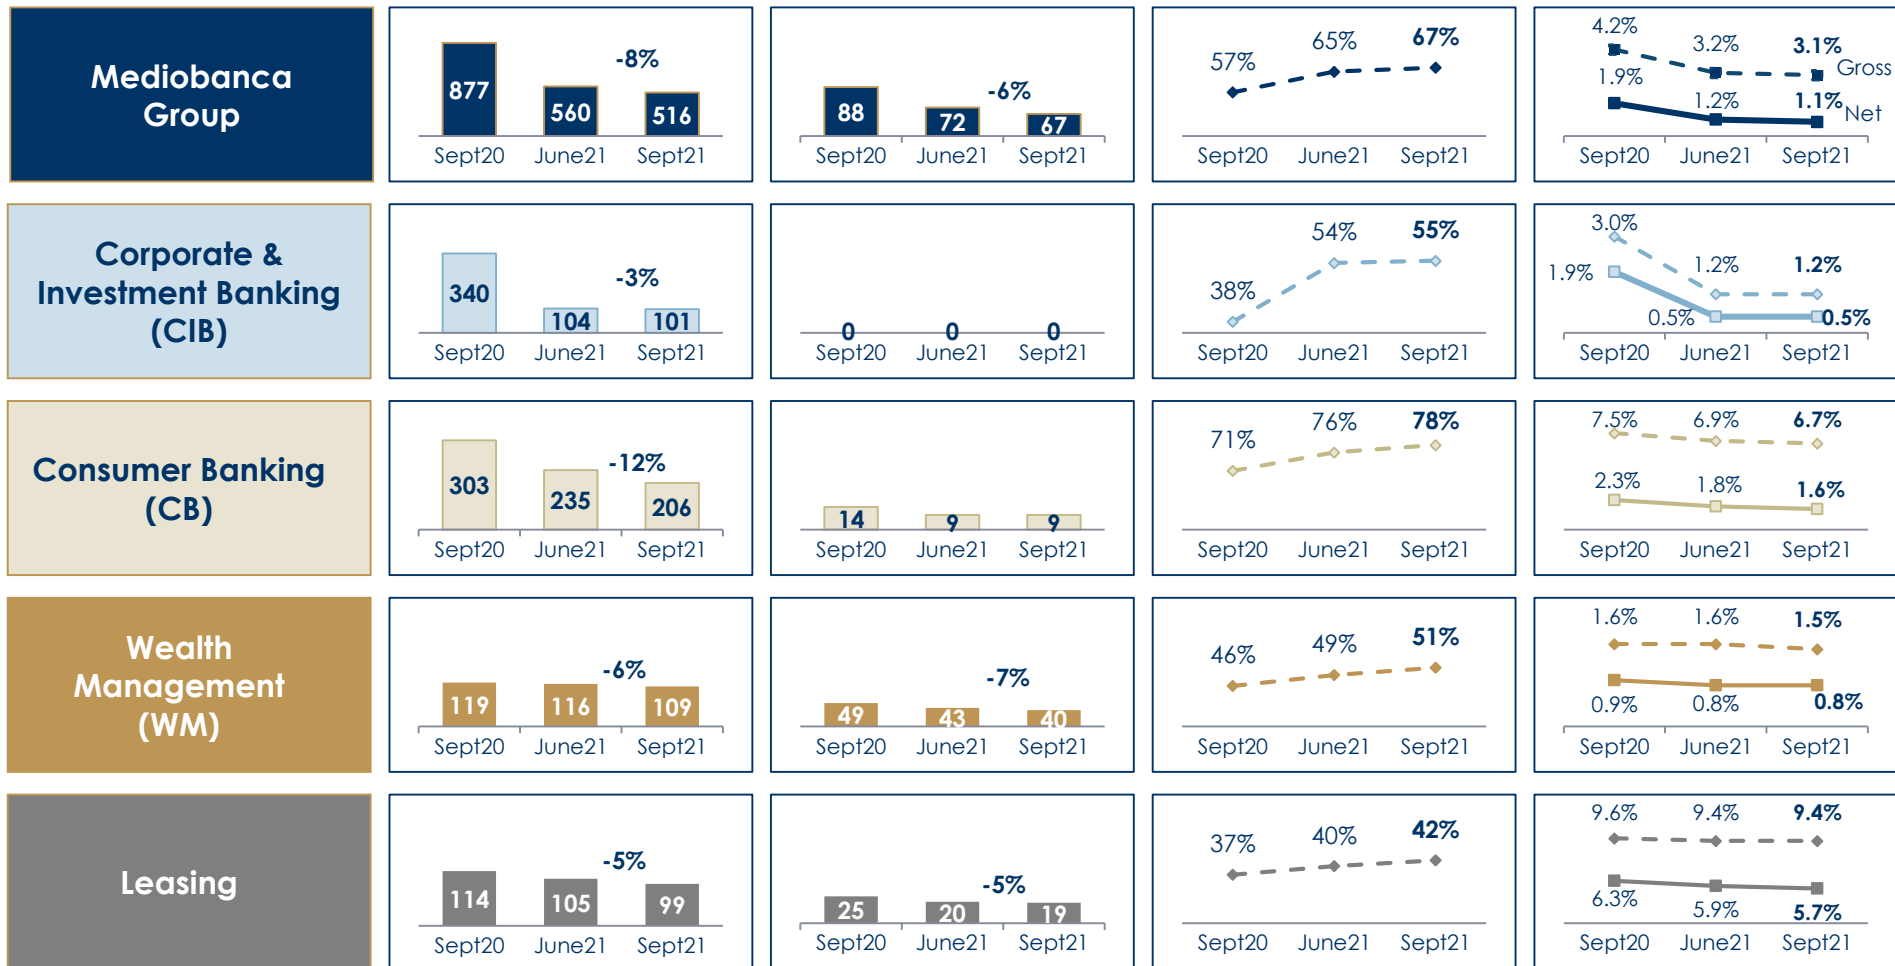 Mediobanca
Group
877
560
516
-8%
Sept20 June21 Sept21
88
72
67
-6%
Sept20 June21 Sept21
57%
65%
67%
Sept20 June21 Sept21
4.2%
3.2%
3.1%
Gross
1.9%
1.2%
1.1%
Net
Sept20 June21 Sept21
Corporate &
Investment Banking
(CIB)
340
104
101
-3%
Sept20 June21 Sept21
0
0
0
Sept20 June21 Sept21
38%
54%
55%
Sept20 June21 Sept21
3.0%
1.2%
1.2%
1.9%
0.5%
0.5%
Sept20 June21 Sept21
Consumer Banking
(CB)
303
235
206
-12%
Sept20 June21 Sept21
14
9
9
Sept20 June21 Sept21
71%
76%
78%
Sept20 June21 Sept21
7.5%
6.9%
6.7%
2.3%
1.8%
1.6%
Sept20 June21 Sept21
Wealth
Management
(WM)
119
116
109
-6%
Sept20 June21 Sept21
49
43
40
-7%
Sept20 June21 Sept21
46%
49%
51%
Sept20 June21 Sept21
1.6%
1.6%
1.5%
0.9%
0.8%
0.8%
Sept20 June21 Sept21
Leasing
114
105
99
-5%
Sept20 June21 Sept21
25
20
19
-5%
Sept20 June21 Sept21
37%
40%
42%
Sept20 June21 Sept21
9.6%
9.4%
9.4%
6.3%
5.9%
5.7%
Sept20 June21 Sept21